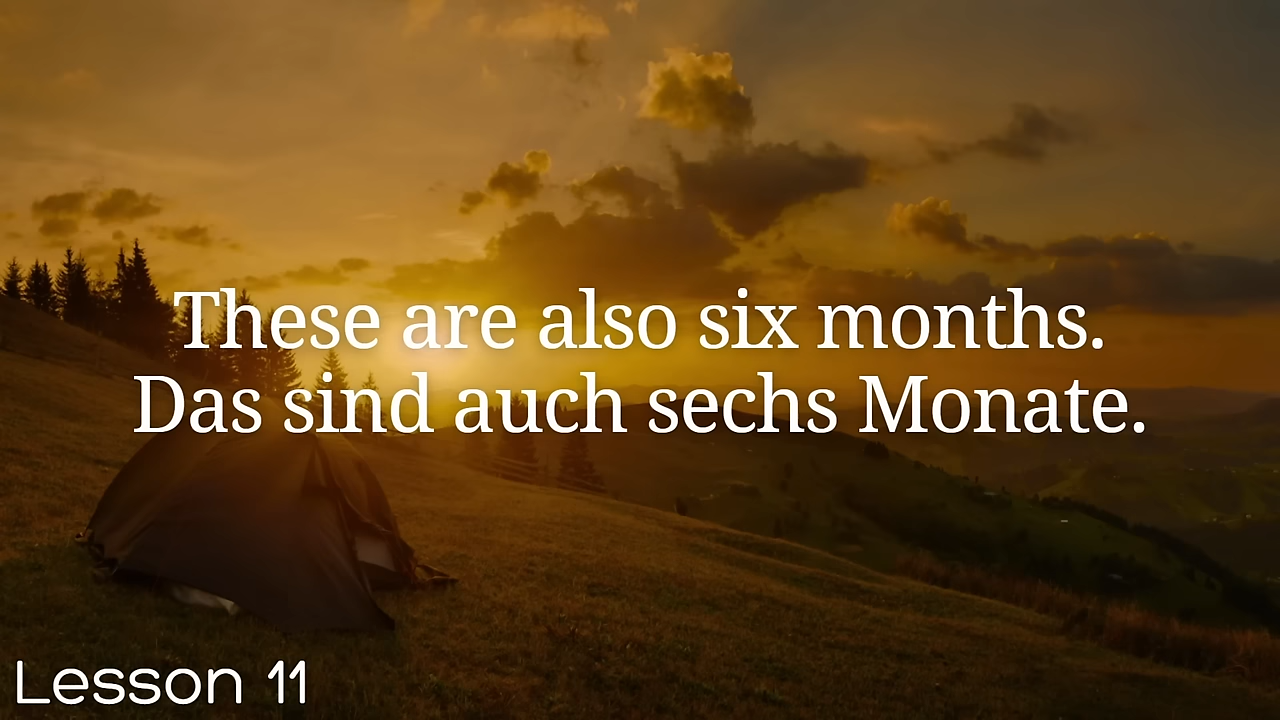 These are also six months.
Das sind auch sechs Monate.
Lesson 11